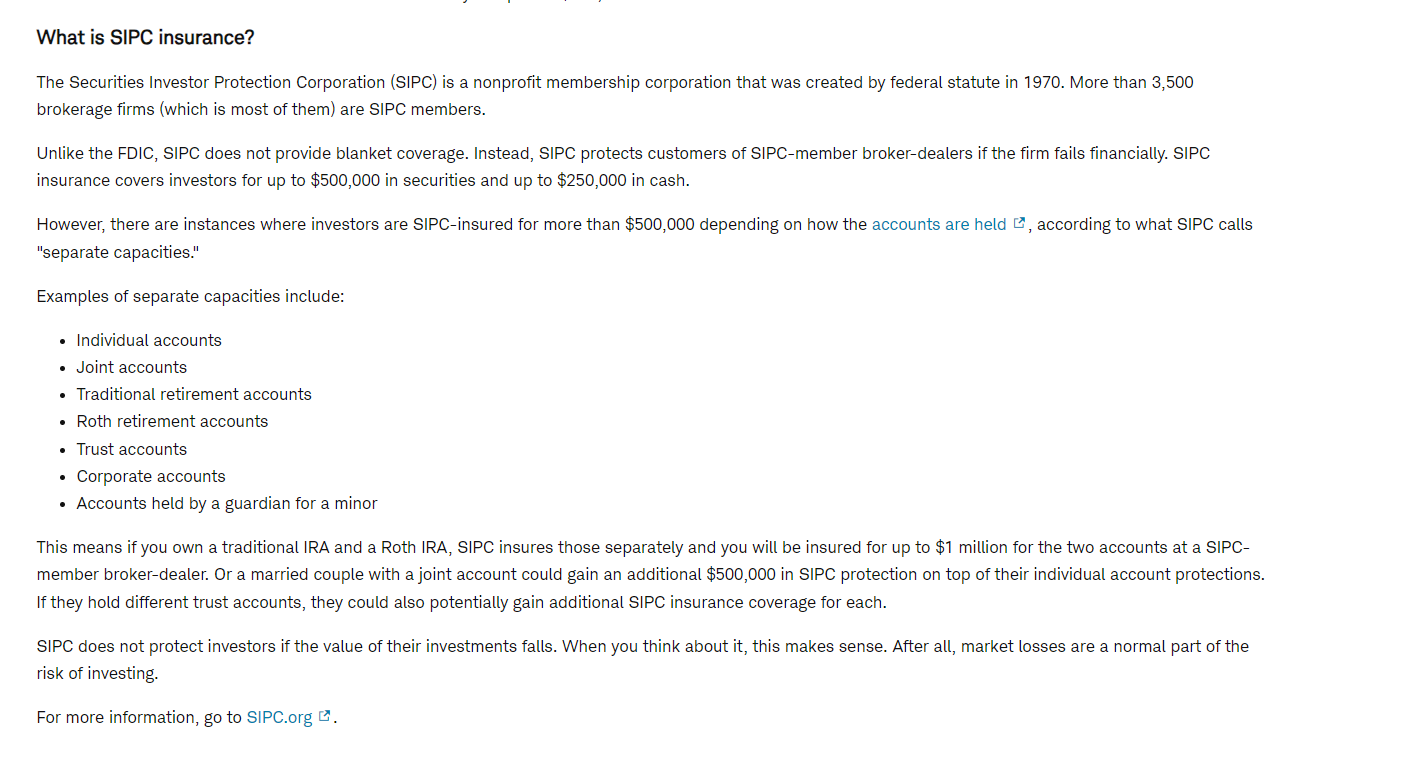 What is SIPC insurance?
The Securities Investor Protection Corporation (SIPC) is a nonprofit membership corporation that was created by federal statute in 1970. More than 3,500
brokerage firms (which is most of them) are SIPC members.
Unlike the FDIC, SIPC does not provide blanket coverage. Instead, SIPC protects customers of SIPC-member broker-dealers if the firm fails financially. SIPC
insurance covers investors for up to $500,000 in securities and up to $250,000 in cash.
However, there are instances where investors are SIPC-insured for more than $500,000 depending on how the accounts are held, according to what SIPC calls
"separate capacities."
Examples of separate capacities include:
• Individual accounts
• Joint accounts
• Traditional retirement accounts
• Roth retirement accounts
• Trust accounts
• Corporate accounts
• Accounts held by a guardian for a minor
This means if you own a traditional IRA and a Roth IRA, SIPC insures those separately and you will be insured for up to $1 million for the two accounts at a SIPC-
member broker-dealer. Or a married couple with a joint account could gain an additional $500,000 in SIPC protection on top of their individual account protections.
If they hold different trust accounts, they could also potentially gain additional SIPC insurance coverage for each.
SIPC does not protect investors if the value of their investments falls. When you think about it, this makes sense. After all, market losses are a normal part of the
risk of investing.
For more information, go to SIPC.org.